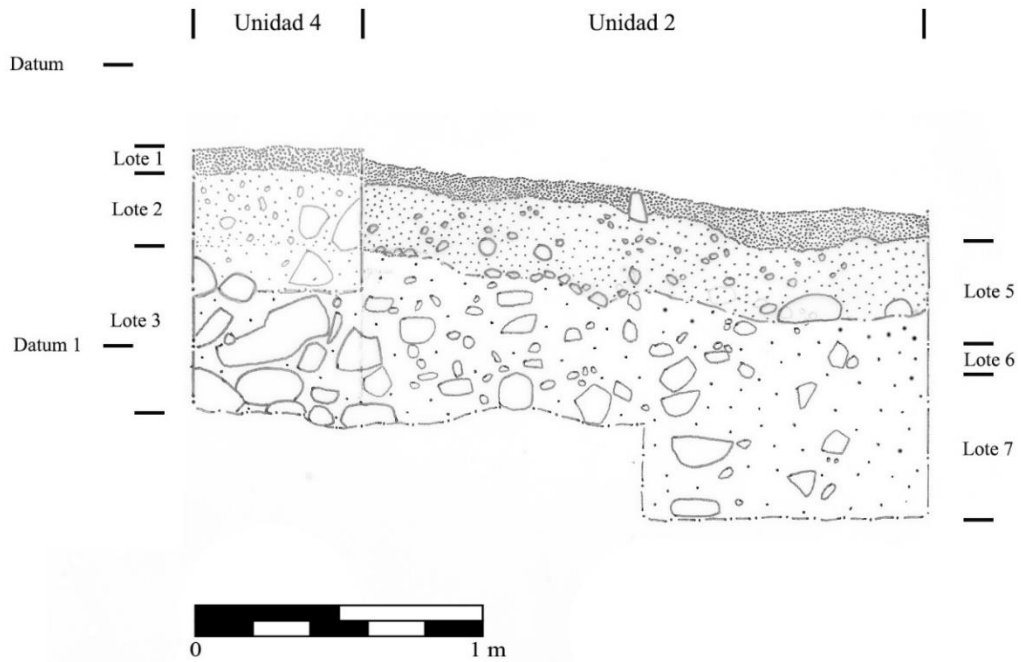 Unidad 4
Unidad 2
Datum
Lote 1
Lote 2
Lote 5
Lote 3
Datum 1
Lote 6
Lote 7
0
1 m